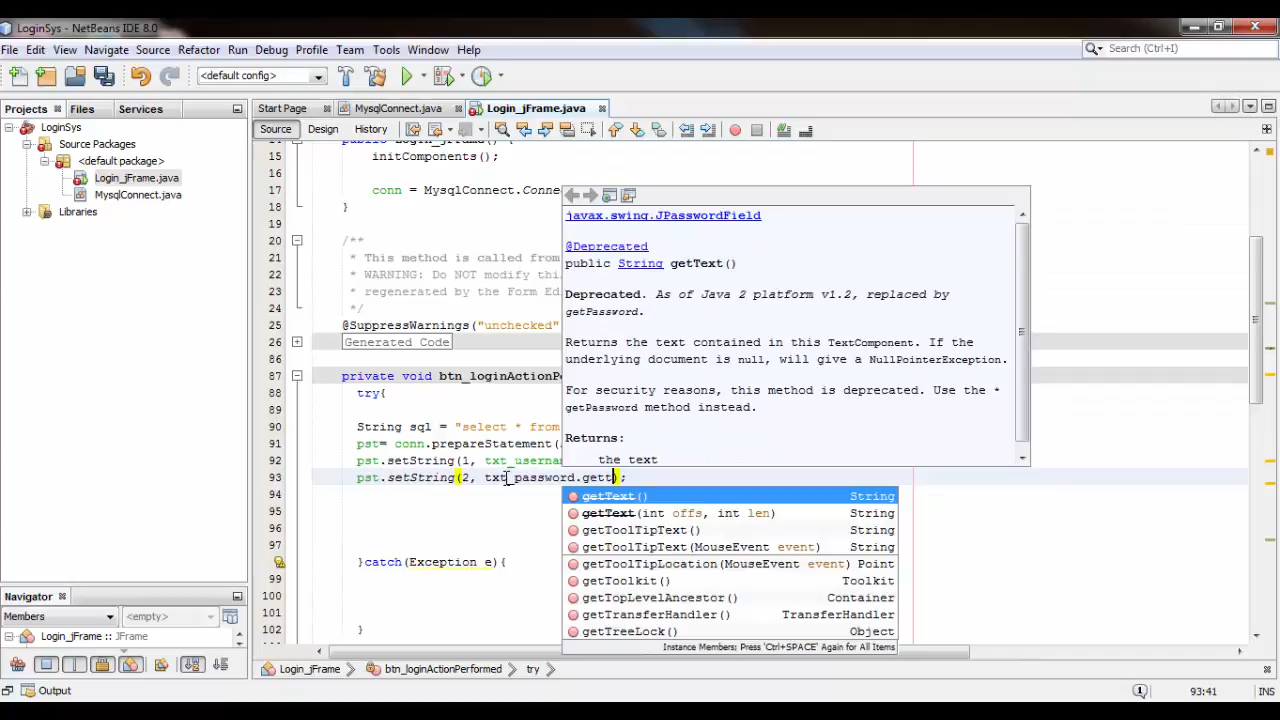 LoginSys - NetBeans IDE 8.0
File Edit View Navigate Source Refactor Run Debug Profile Team Tools Window Help
Search (Ctrl+I)
<default config>
Projects Files Services
Start Page MysqlConnect.java Login_jFrame.java
Source Design History
LoginSys
Source Packages
<default package>
Login_jFrame.java
MysqlConnect.java
Libraries
14 public Login_jFrame() {
15 initComponents();
16
17 conn = MysqlConnect.Conne
18 }
19
20 /**
21 * This method is called from
22 * WARNING: Do NOT modify thi
23 * regenerated by the Form Ed
24 */
25 @SuppressWarnings("unchecked"
26 Generated Code
86
87 private void btn_loginActionPe
88 try{
89
90 String sql = "select * from
91 pst= conn.prepareStatement(
92 pst.setString(1, txt_userna
93 pst.setString(2, txt_password.gett);
94
95
96
97
98 }catch(Exception e){
99
100
101
102 }
javax.swing.JPasswordField
@Deprecated
public String getText()
Deprecated. As of Java 2 platform v1.2, replaced by
getPassword.
Returns the text contained in this TextComponent. If the
underlying document is null, will give a NullPointerException.
For security reasons, this method is deprecated. Use the *
getPassword method instead.
Returns:
the text
getText() String
getText(int offs, int len) String
getToolTipText() String
getToolTipText(MouseEvent event) String
getToolTipLocation(MouseEvent event) Point
getToolkit() Toolkit
getTopLevelAncestor() Container
getTransferHandler() TransferHandler
getTreeLock() Object
Instance Members; Press 'Ctrl+SPACE' Again for All Items
Navigator
Members <empty>
Login_jFrame :: JFrame
Login_jFrame btn_loginActionPerformed try
Output
1 93:41 INS